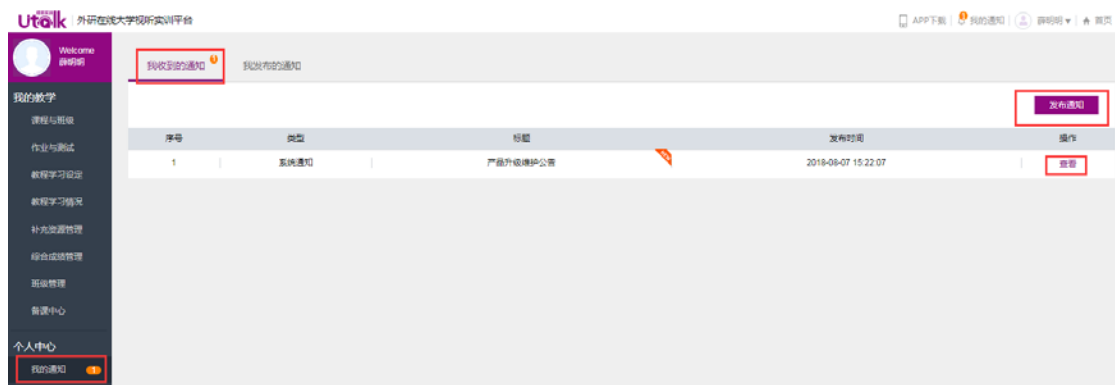 Utalk 外研在线大学视听实训平台
APP下载 1 我的通知 薛明明 首页
Welcome
薛明明
我收到的通知 1 我发布的通知
发布通知
序号 类型 标题 发布时间 操作
1 系统通知 产品升级维护公告 2018-08-07 15:22:07 查看
我的教学
课程与班级
作业与测试
教程学习设定
教程学习情况
补充资源管理
综合成绩管理
班级管理
备课中心
个人中心
我的通知 1